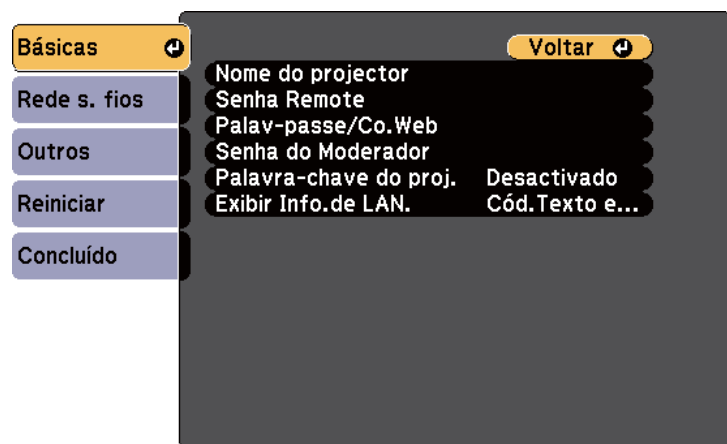 Básicas
Rede s. fios
Outros
Reiniciar
Concluído
Voltar
Nome do projector
Senha Remote
Palav-passe/Co.Web
Senha do Moderador
Palavra-chave do proj. Desactivado
Exibir Info.de LAN. Cód.Texto e...